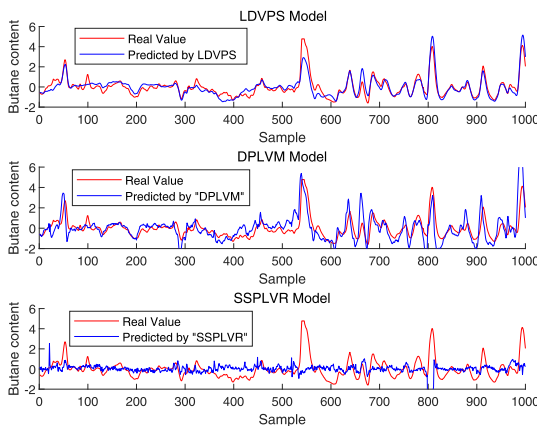 LDVPS Model
6
4
2
0
-2
Butane content
Real Value
Predicted by LDVPS
0 100 200 300 400 500 600 700 800 900 1000
Sample
DPLVM Model
6
4
2
0
-2
Butane content
Real Value
Predicted by "DPLVM"
0 100 200 300 400 500 600 700 800 900 1000
Sample
SSPLVR Model
6
4
2
0
-2
Butane content
Real Value
Predicted by "SSPLVR"
0 100 200 300 400 500 600 700 800 900 1000
Sample